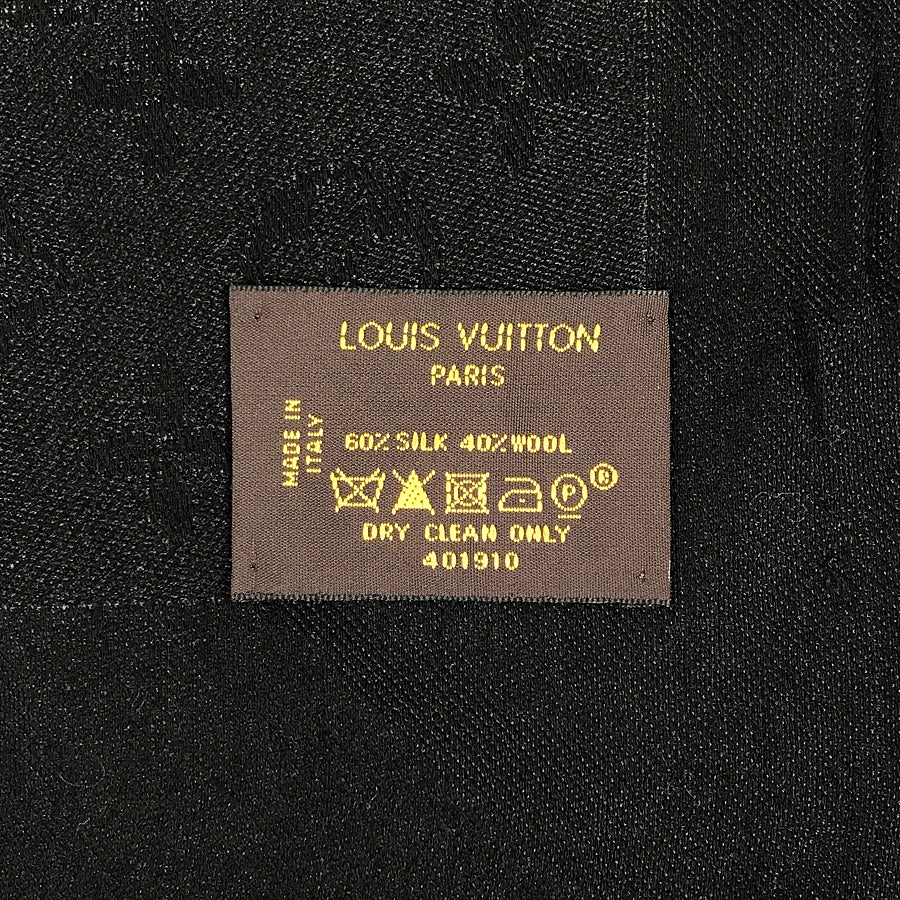 LOUIS VUITTON
PARIS
MADE IN
ITALY
60% SILK 40% WOOL
P ®
DRY CLEAN ONLY
401910